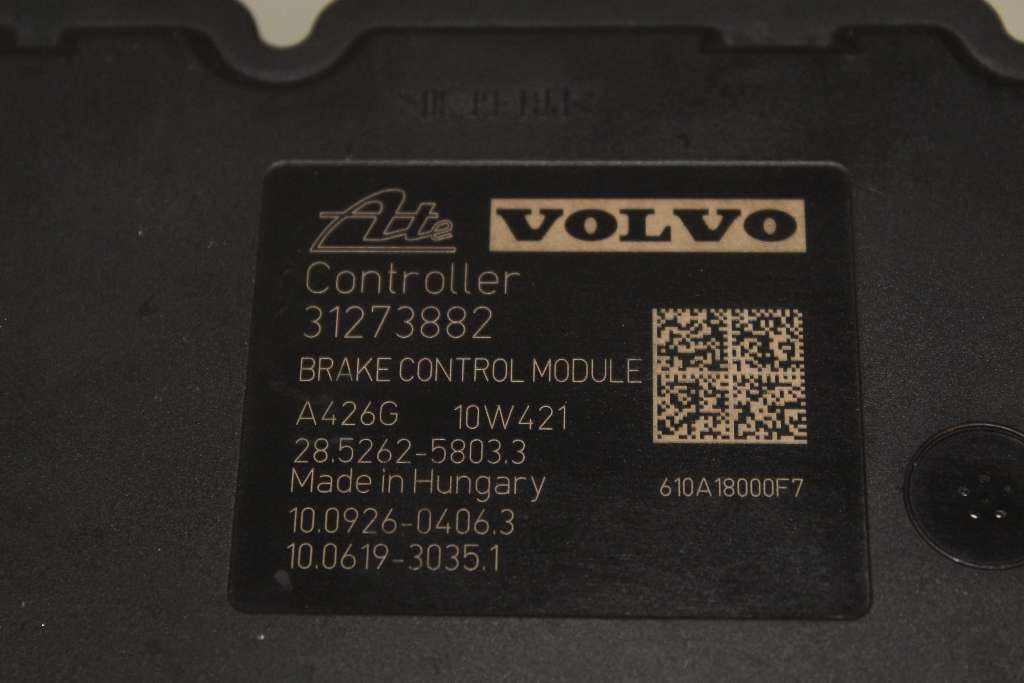 Ate VOLVO
Controller
31273882
BRAKE CONTROL MODULE
A426G 10W421
28.5262-5803.3
Made in Hungary
610A18000F7
10.0926-0406.3
10.0619-3035.1